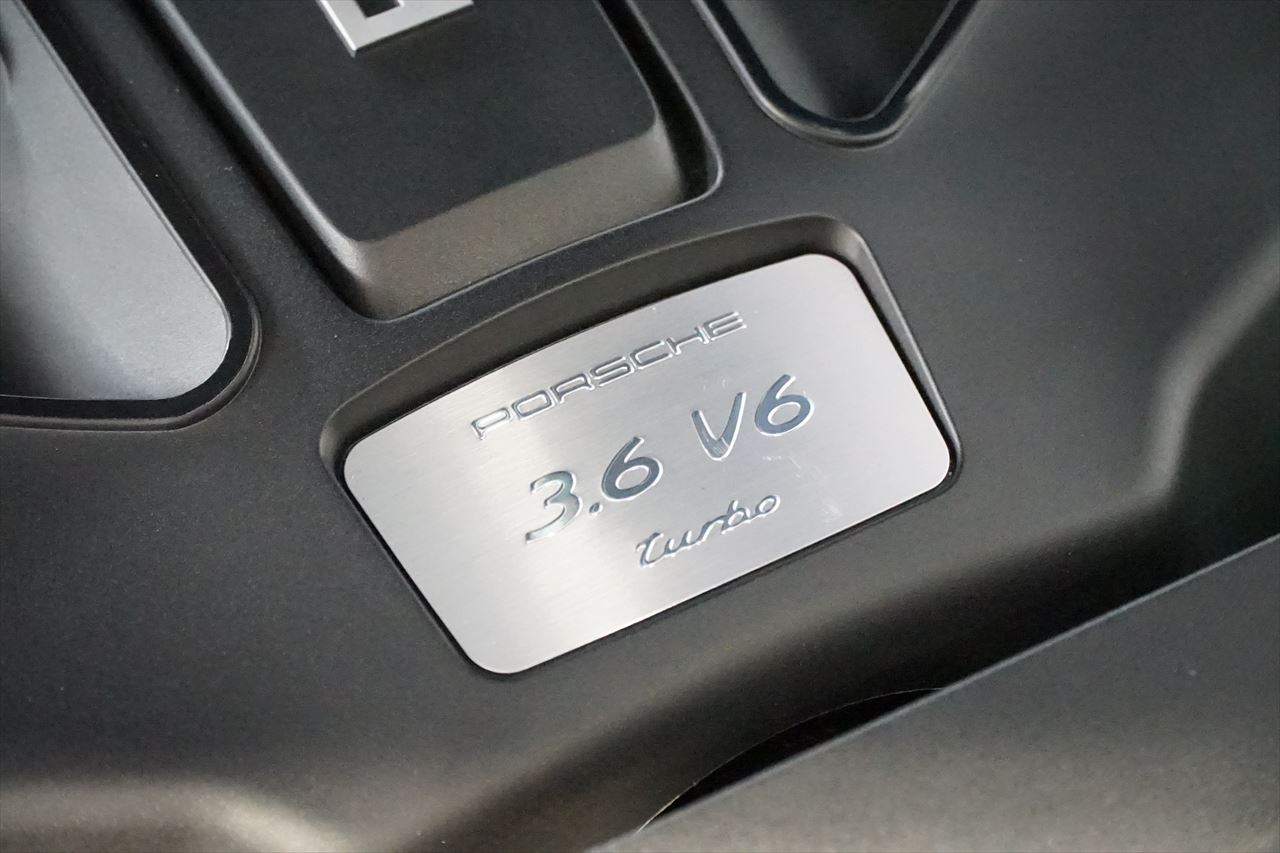 PORSCHE
3.6 V6
turbo